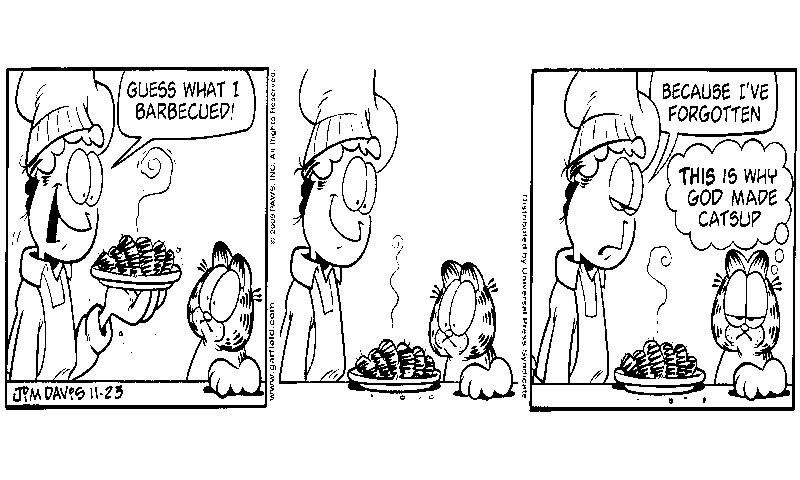 GUESS WHAT I
BARBECUED!
JIM DAVIS 11-23
www.garfield.com
© 2009 PAWS, INC. All Rights Reserved.
BECAUSE I'VE
FORGOTTEN
THIS IS WHY
GOD MADE
CATSUP
Distributed by Universal Press Syndicate